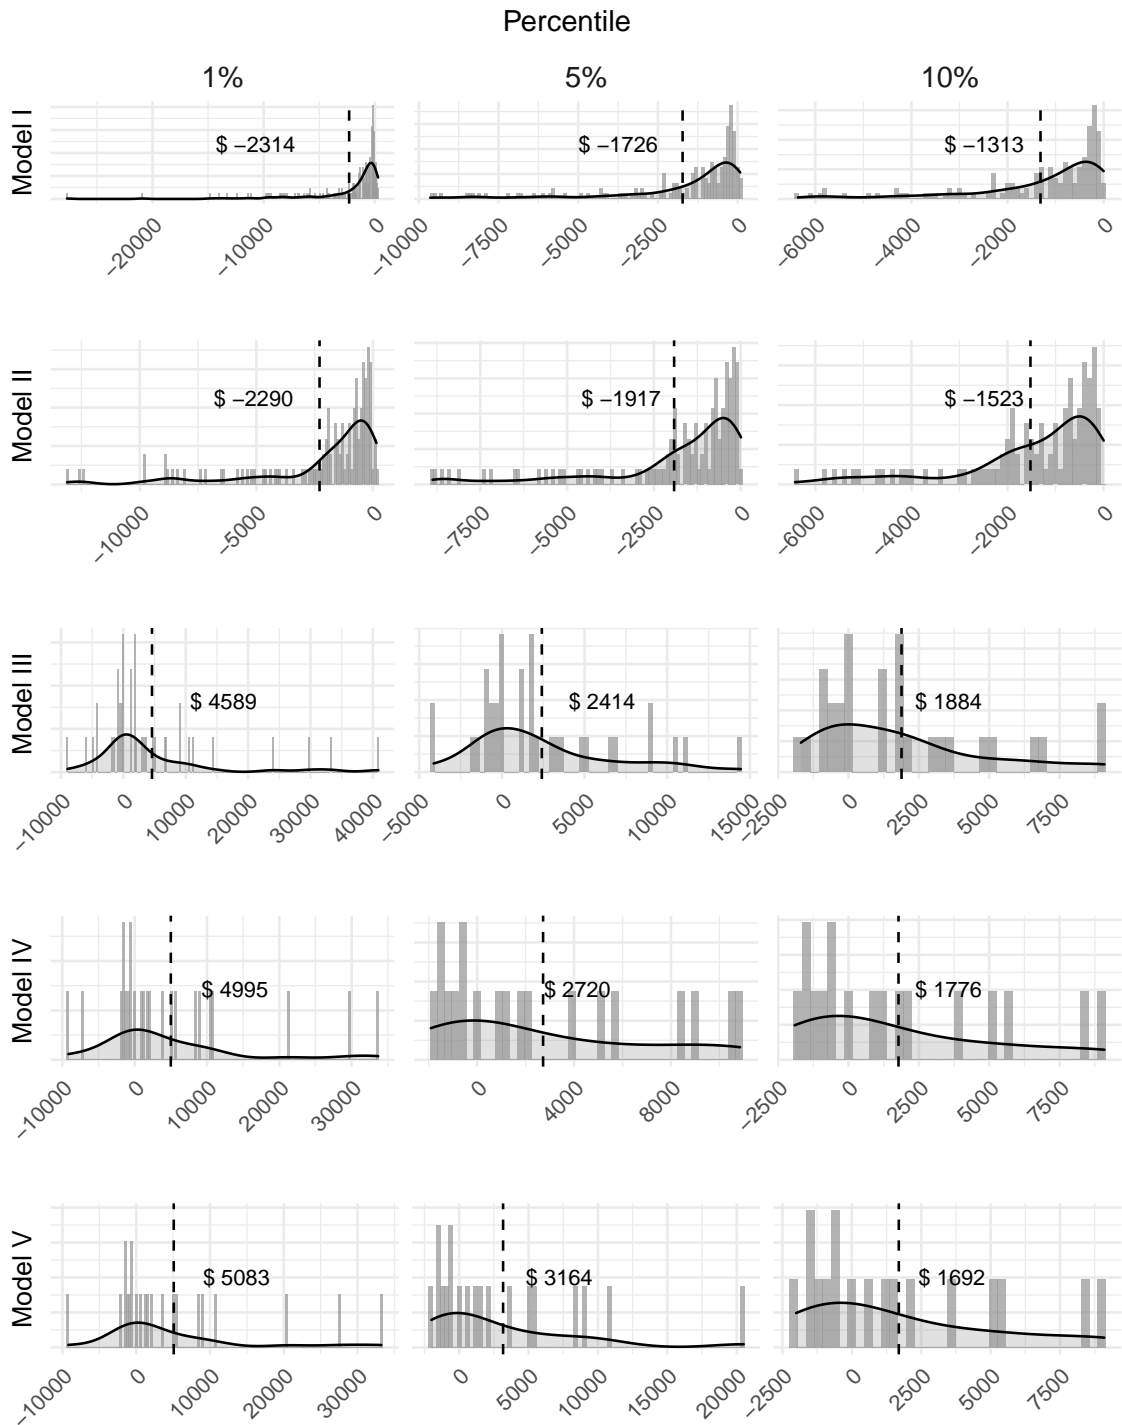 Percentile
1% 5% 10%
Model I
$ −2314 $ −1726 $ −1313
−20000 −10000 0 −10000 −7500 −5000 −2500 0 −6000 −4000 −2000 0
Model II
$ −2290 $ −1917 $ −1523
−10000 −5000 0 −7500 −5000 −2500 0 −6000 −4000 −2000 0
Model III
$ 4589 $ 2414 $ 1884
−10000 0 10000 20000 30000 40000 −5000 0 5000 10000 15000 −2500 0 2500 5000 7500
Model IV
$ 4995 $ 2720 $ 1776
−10000 0 10000 20000 30000 0 4000 8000 −2500 0 2500 5000 7500
Model V
$ 5083 $ 3164 $ 1692
−10000 0 10000 20000 30000 0 5000 10000 15000 20000 −2500 0 2500 5000 7500